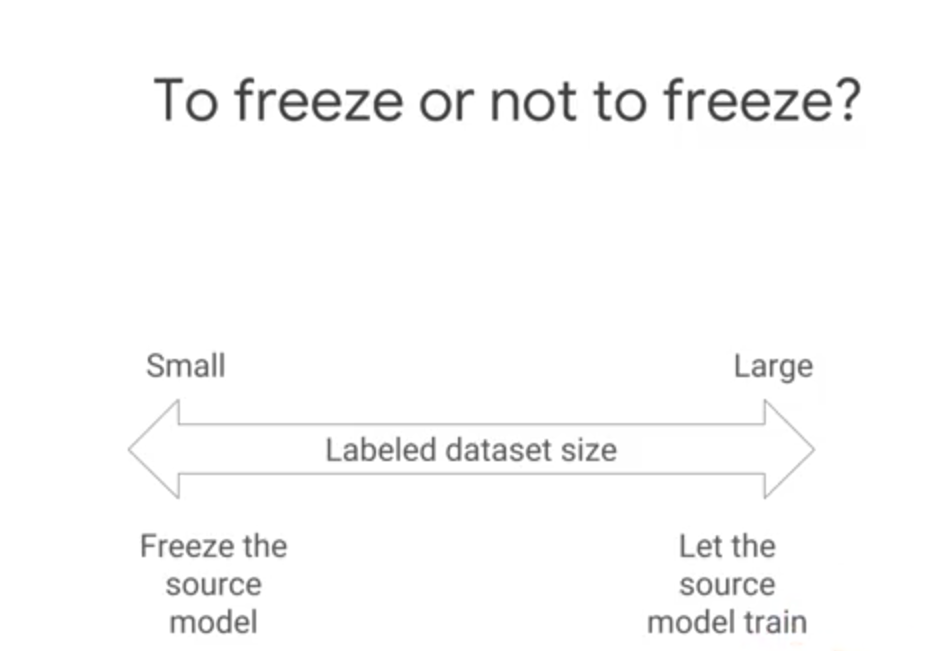 To freeze or not to freeze?
Small
Large
Labeled dataset size
Freeze the
source
model
Let the
source
model train